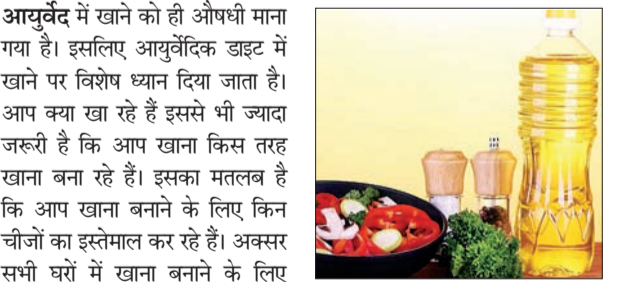 आयुर्वेद में खाने को ही औषधी माना
गया है। इसलिए आयुर्वेदिक डाइट में
खाने पर विशेष ध्यान दिया जाता है।
आप क्या खा रहे हैं इससे भी ज्यादा
जरूरी है कि आप खाना किस तरह
खाना बना रहे हैं। इसका मतलब है
कि आप खाना बनाने के लिए किन
चीजों का इस्तेमाल कर रहे हैं। अक्सर
सभी घरों में खाना बनाने के लिए